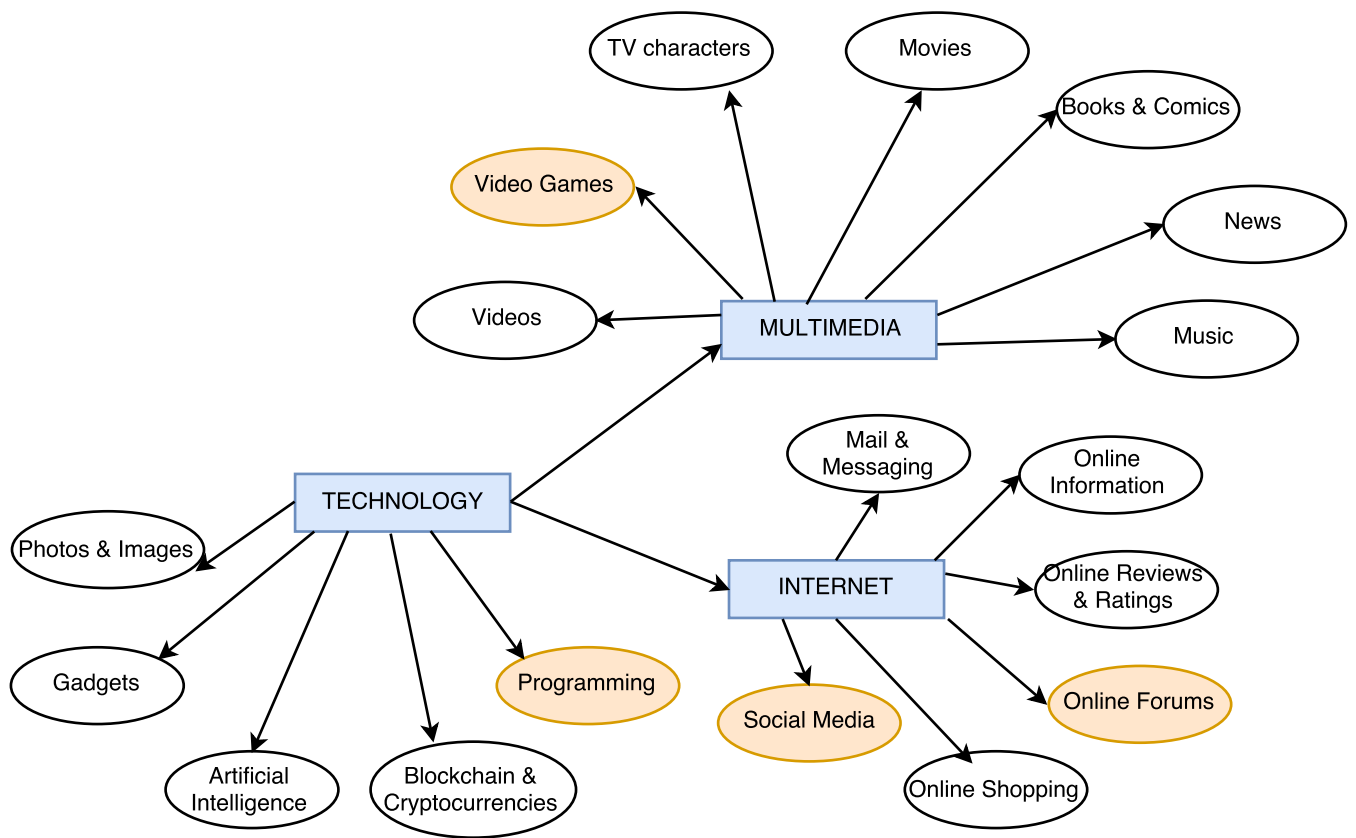 TV characters
Movies
Books & Comics
Video Games
News
Videos
MULTIMEDIA
Music
Mail &
Messaging
Online
Information
TECHNOLOGY
Photos & Images
INTERNET
Online Reviews
& Ratings
Gadgets
Programming
Social Media
Online Forums
Artificial
Intelligence
Blockchain &
Cryptocurrencies
Online Shopping